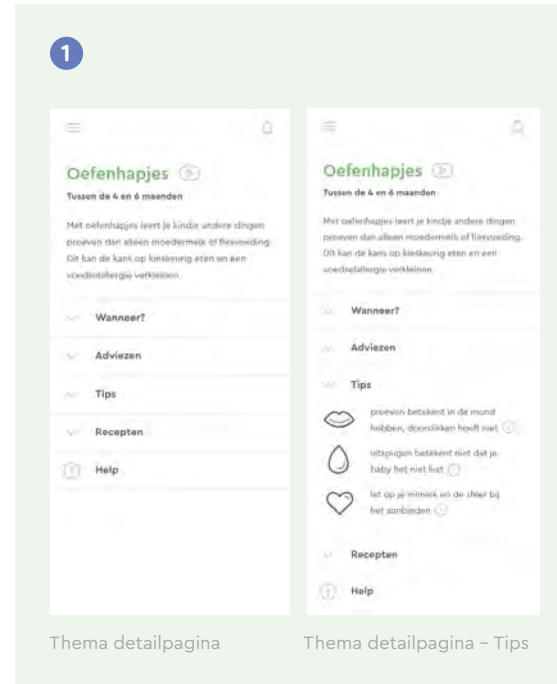 1
Oefenhapjes
Tussen de 4 en 6 maanden
Met oefenhapjes leert je kindje andere dingen
proeven dan alleen moedermelk of flesvoeding.
Dit kan de kans op kieskeurig eten en een
voedselallergie verkleinen.
Wanneer?
Adviezen
Tips
Recepten
Help
Thema detailpagina
Oefenhapjes
Tussen de 4 en 6 maanden
Met oefenhapjes leert je kindje andere dingen
proeven dan alleen moedermelk of flesvoeding.
Dit kan de kans op kieskeurig eten en een
voedselallergie verkleinen.
Wanneer?
Adviezen
Tips
proeven betekent in de mond
hebben, doorslikken hoeft niet
uitspugen betekent niet dat je
baby het niet lust
let op je mimiek en de sfeer bij
het aanbieden
Recepten
Help
Thema detailpagina – Tips